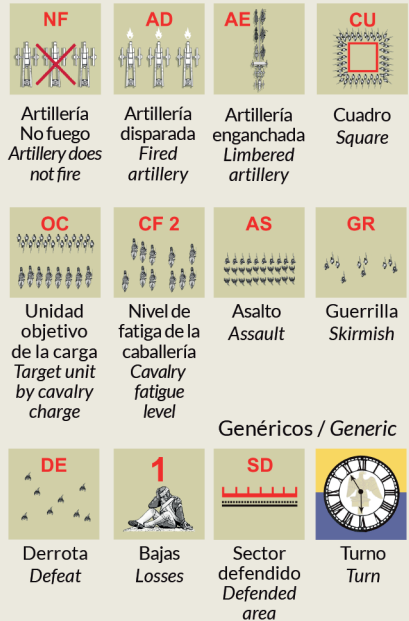 NF
AD
AE
CU
Artillería
No fuego
Artillery does
not fire
Artillería
disparada
Fired
artillery
Artillería
enganchada
Limbered
artillery
Cuadro
Square
OC
CF 2
AS
GR
Unidad
objetivo
de la carga
Target unit
by cavalry
charge
Nivel de
fatiga de la
caballería
Cavalry
fatigue
level
Asalto
Assault
Guerrilla
Skirmish
Genéricos / Generic
DE
1
SD
Derrota
Defeat
Bajas
Losses
Sector
defendido
Defended
area
Turno
Turn